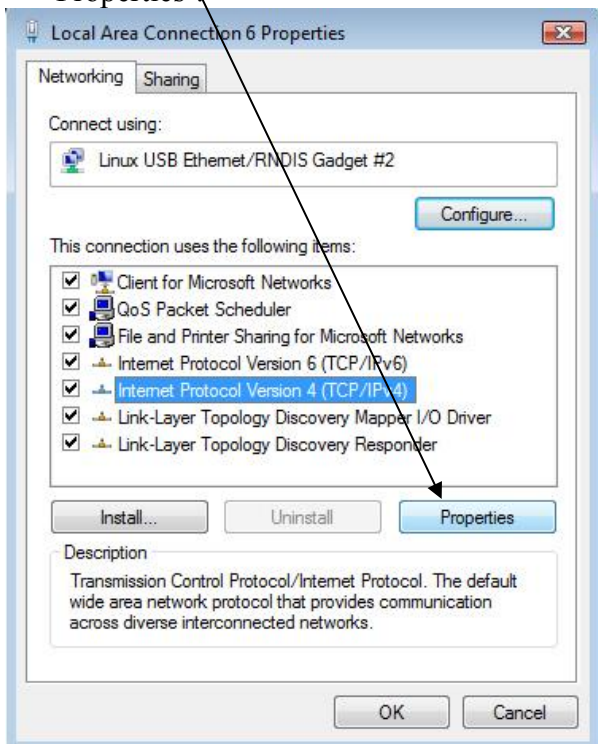 Properties
Local Area Connection 6 Properties
Networking Sharing
Connect using:
Linux USB Ethernet/RNDIS Gadget #2
Configure...
This connection uses the following items:
Client for Microsoft Networks
QoS Packet Scheduler
File and Printer Sharing for Microsoft Networks
Internet Protocol Version 6 (TCP/IPv6)
Internet Protocol Version 4 (TCP/IPv4)
Link-Layer Topology Discovery Mapper I/O Driver
Link-Layer Topology Discovery Responder
Install... Uninstall Properties
Description
Transmission Control Protocol/Internet Protocol. The default
wide area network protocol that provides communication
across diverse interconnected networks.
OK Cancel